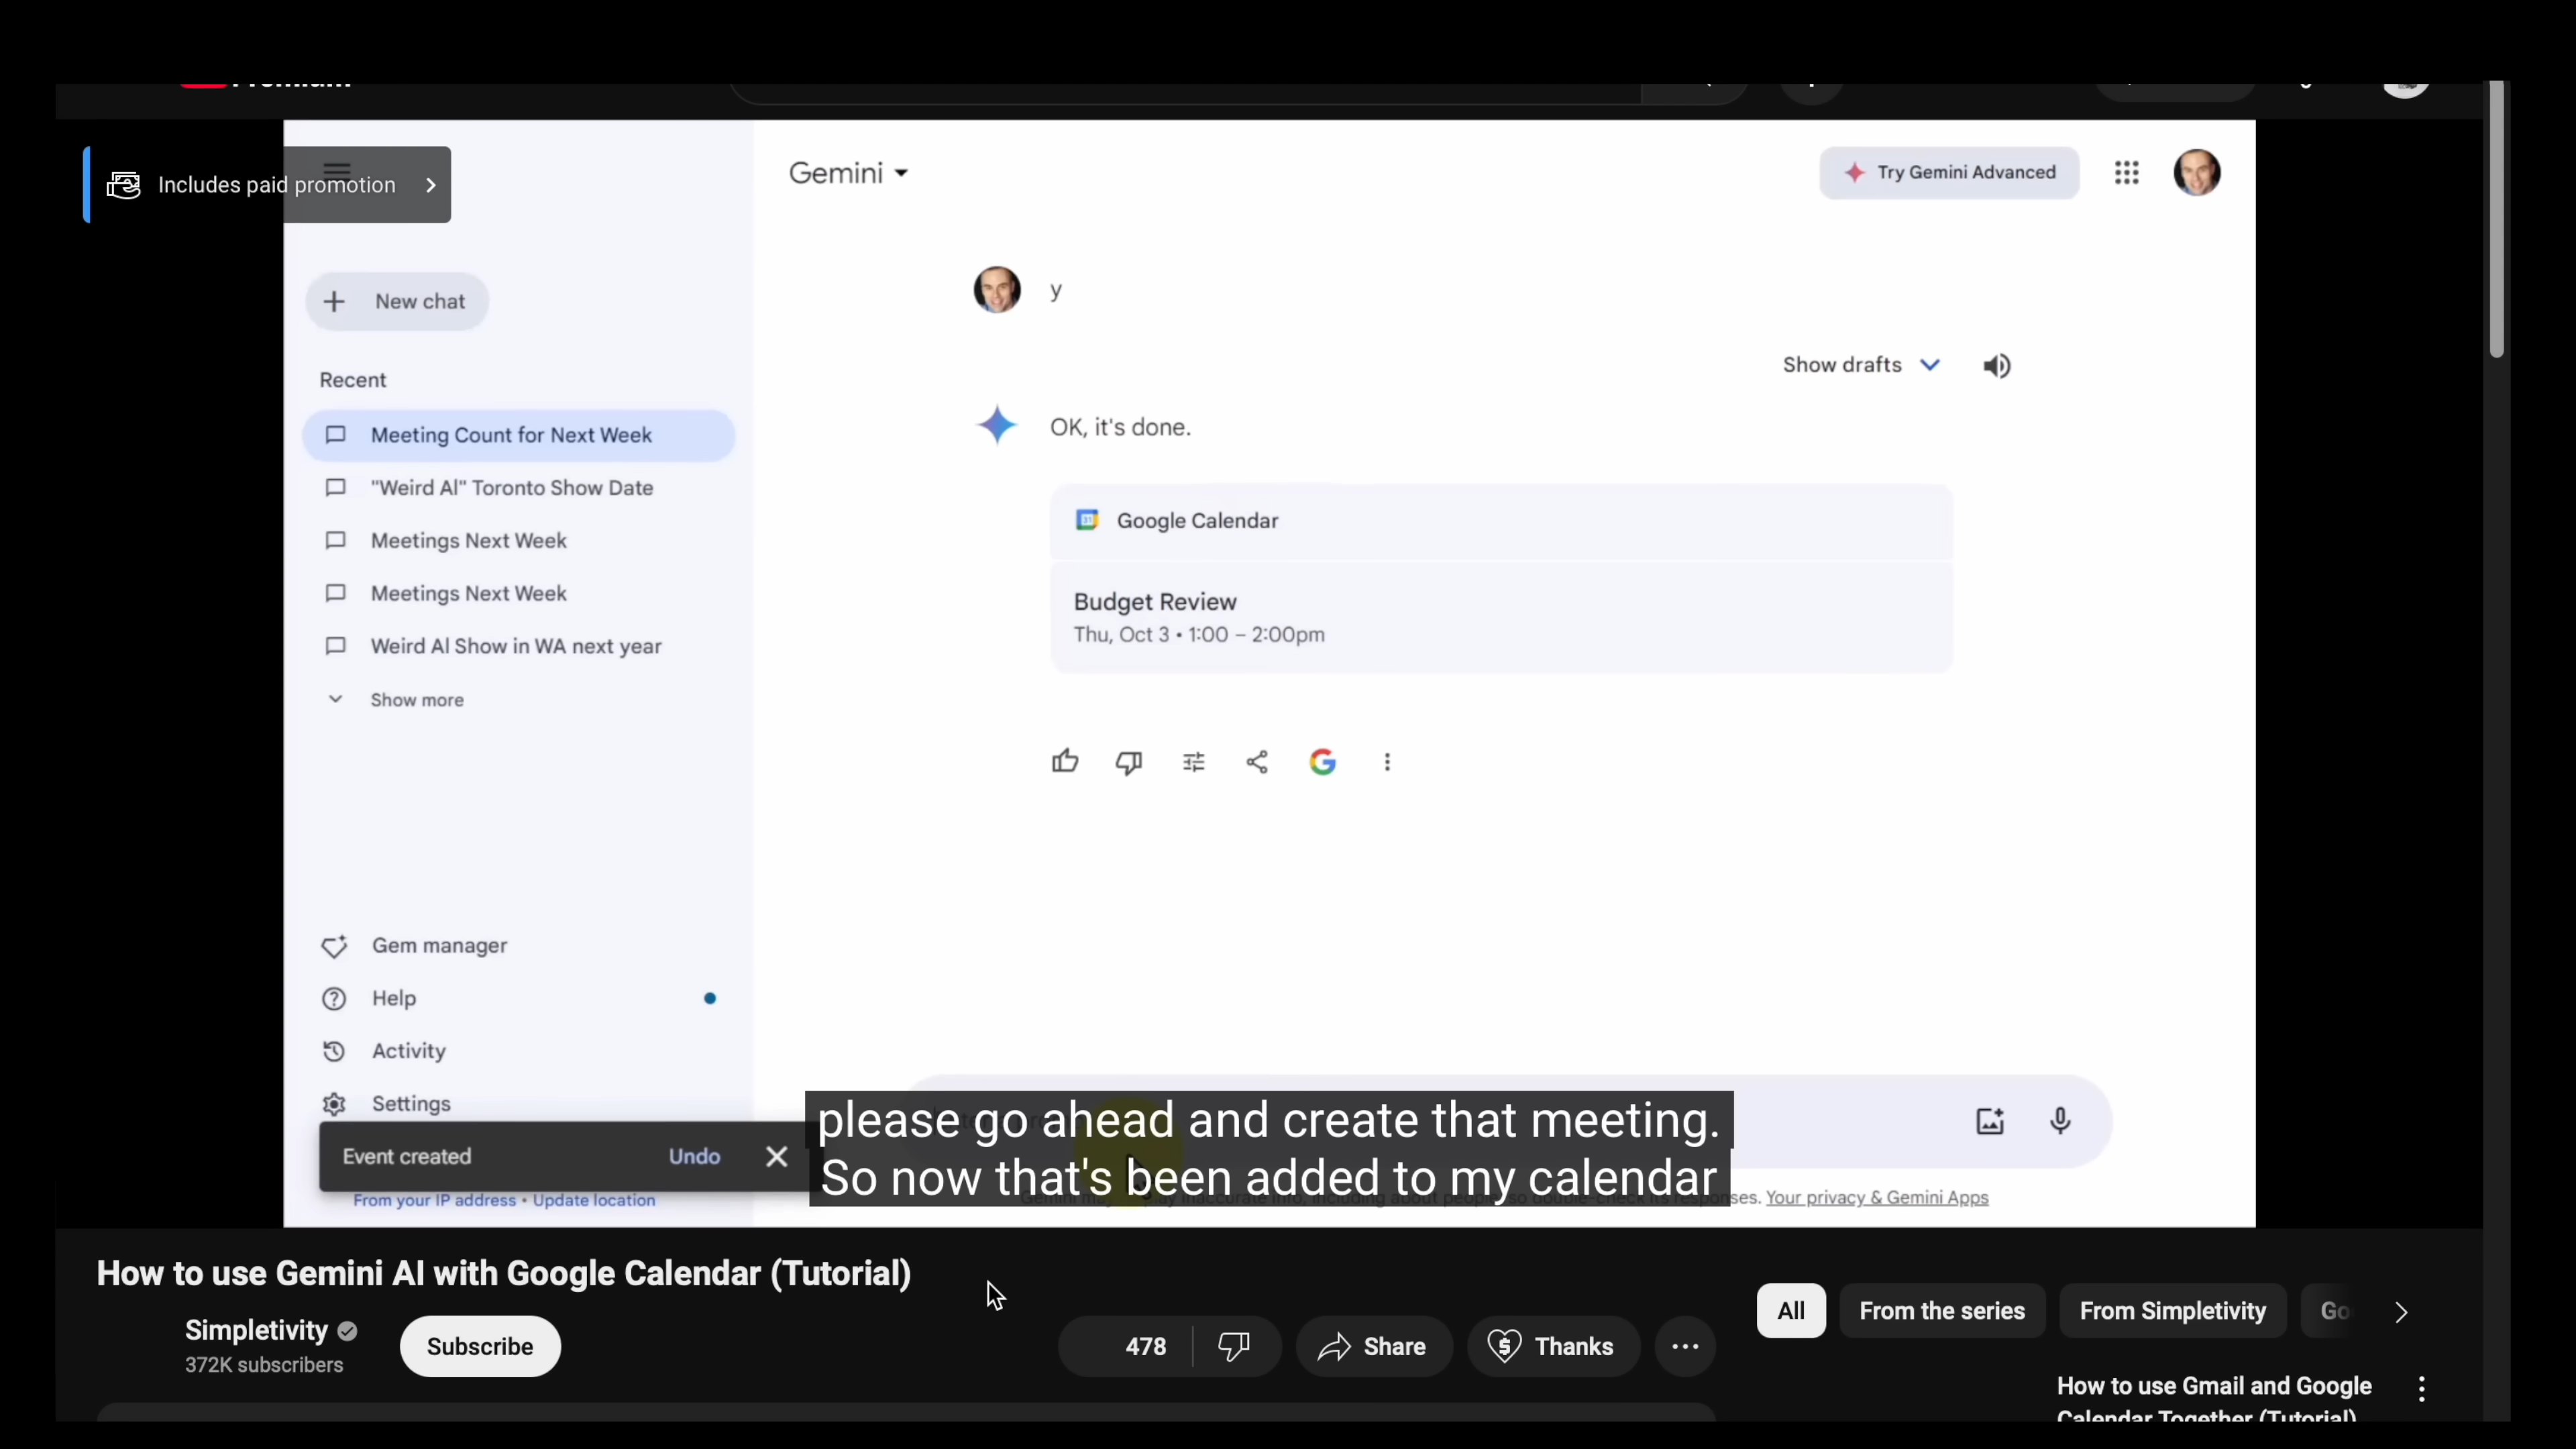 Includes paid promotion
Gemini
Try Gemini Advanced
New chat
y
Show drafts
Recent
Meeting Count for Next Week
OK, it's done.
"Weird Al" Toronto Show Date
Google Calendar
Meetings Next Week
Meetings Next Week
Budget Review
Thu, Oct 3 • 1:00 – 2:00pm
Weird Al Show in WA next year
Show more
Gem manager
Help
Activity
Settings
please go ahead and create that meeting.
So now that's been added to my calendar
Event created Undo
From your IP address • Update location
Your privacy & Gemini Apps
How to use Gemini AI with Google Calendar (Tutorial)
Simpletivity
372K subscribers
Subscribe
478
Share
Thanks
All
From the series
From Simpletivity
How to use Gmail and Google
Calendar Together (Tutorial)